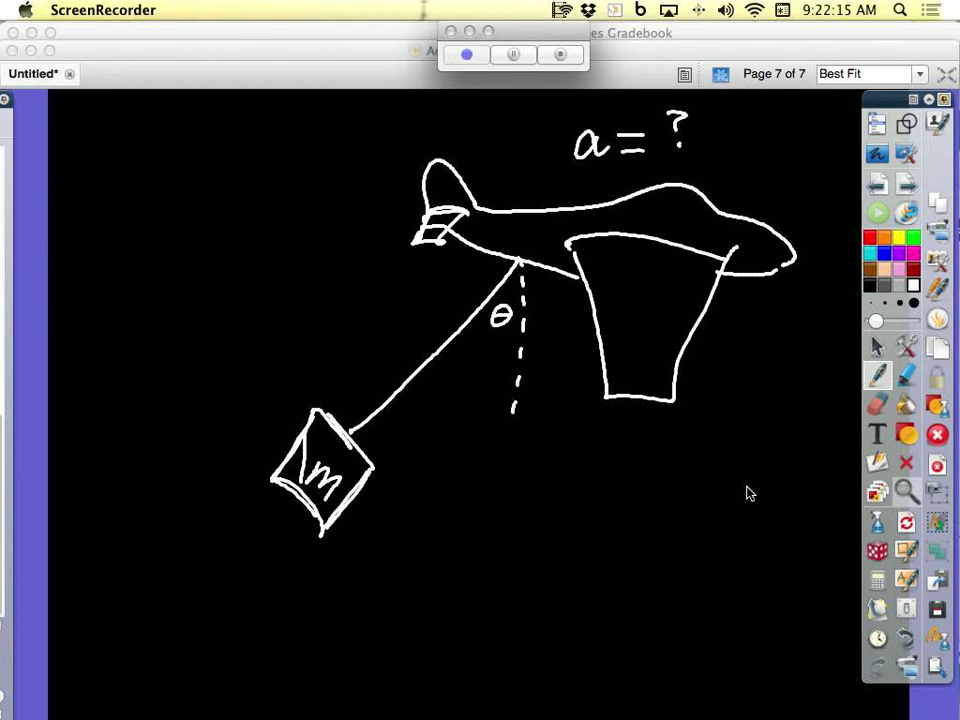 ScreenRecorder
9:22:15 AM
es Gradebook
Untitled*
Page 7 of 7
Best Fit
a = ?
θ
m